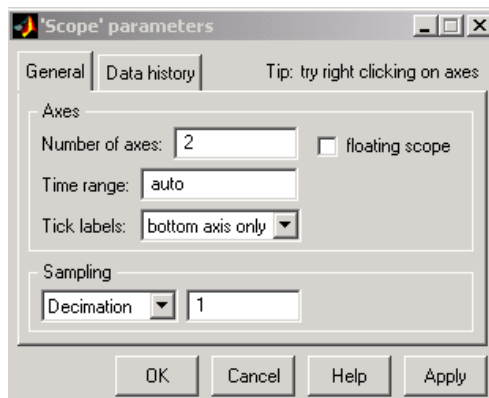 'Scope' parameters
General Data history Tip: try right clicking on axes
Axes
Number of axes: 2 floating scope
Time range: auto
Tick labels: bottom axis only
Sampling
Decimation 1
OK Cancel Help Apply